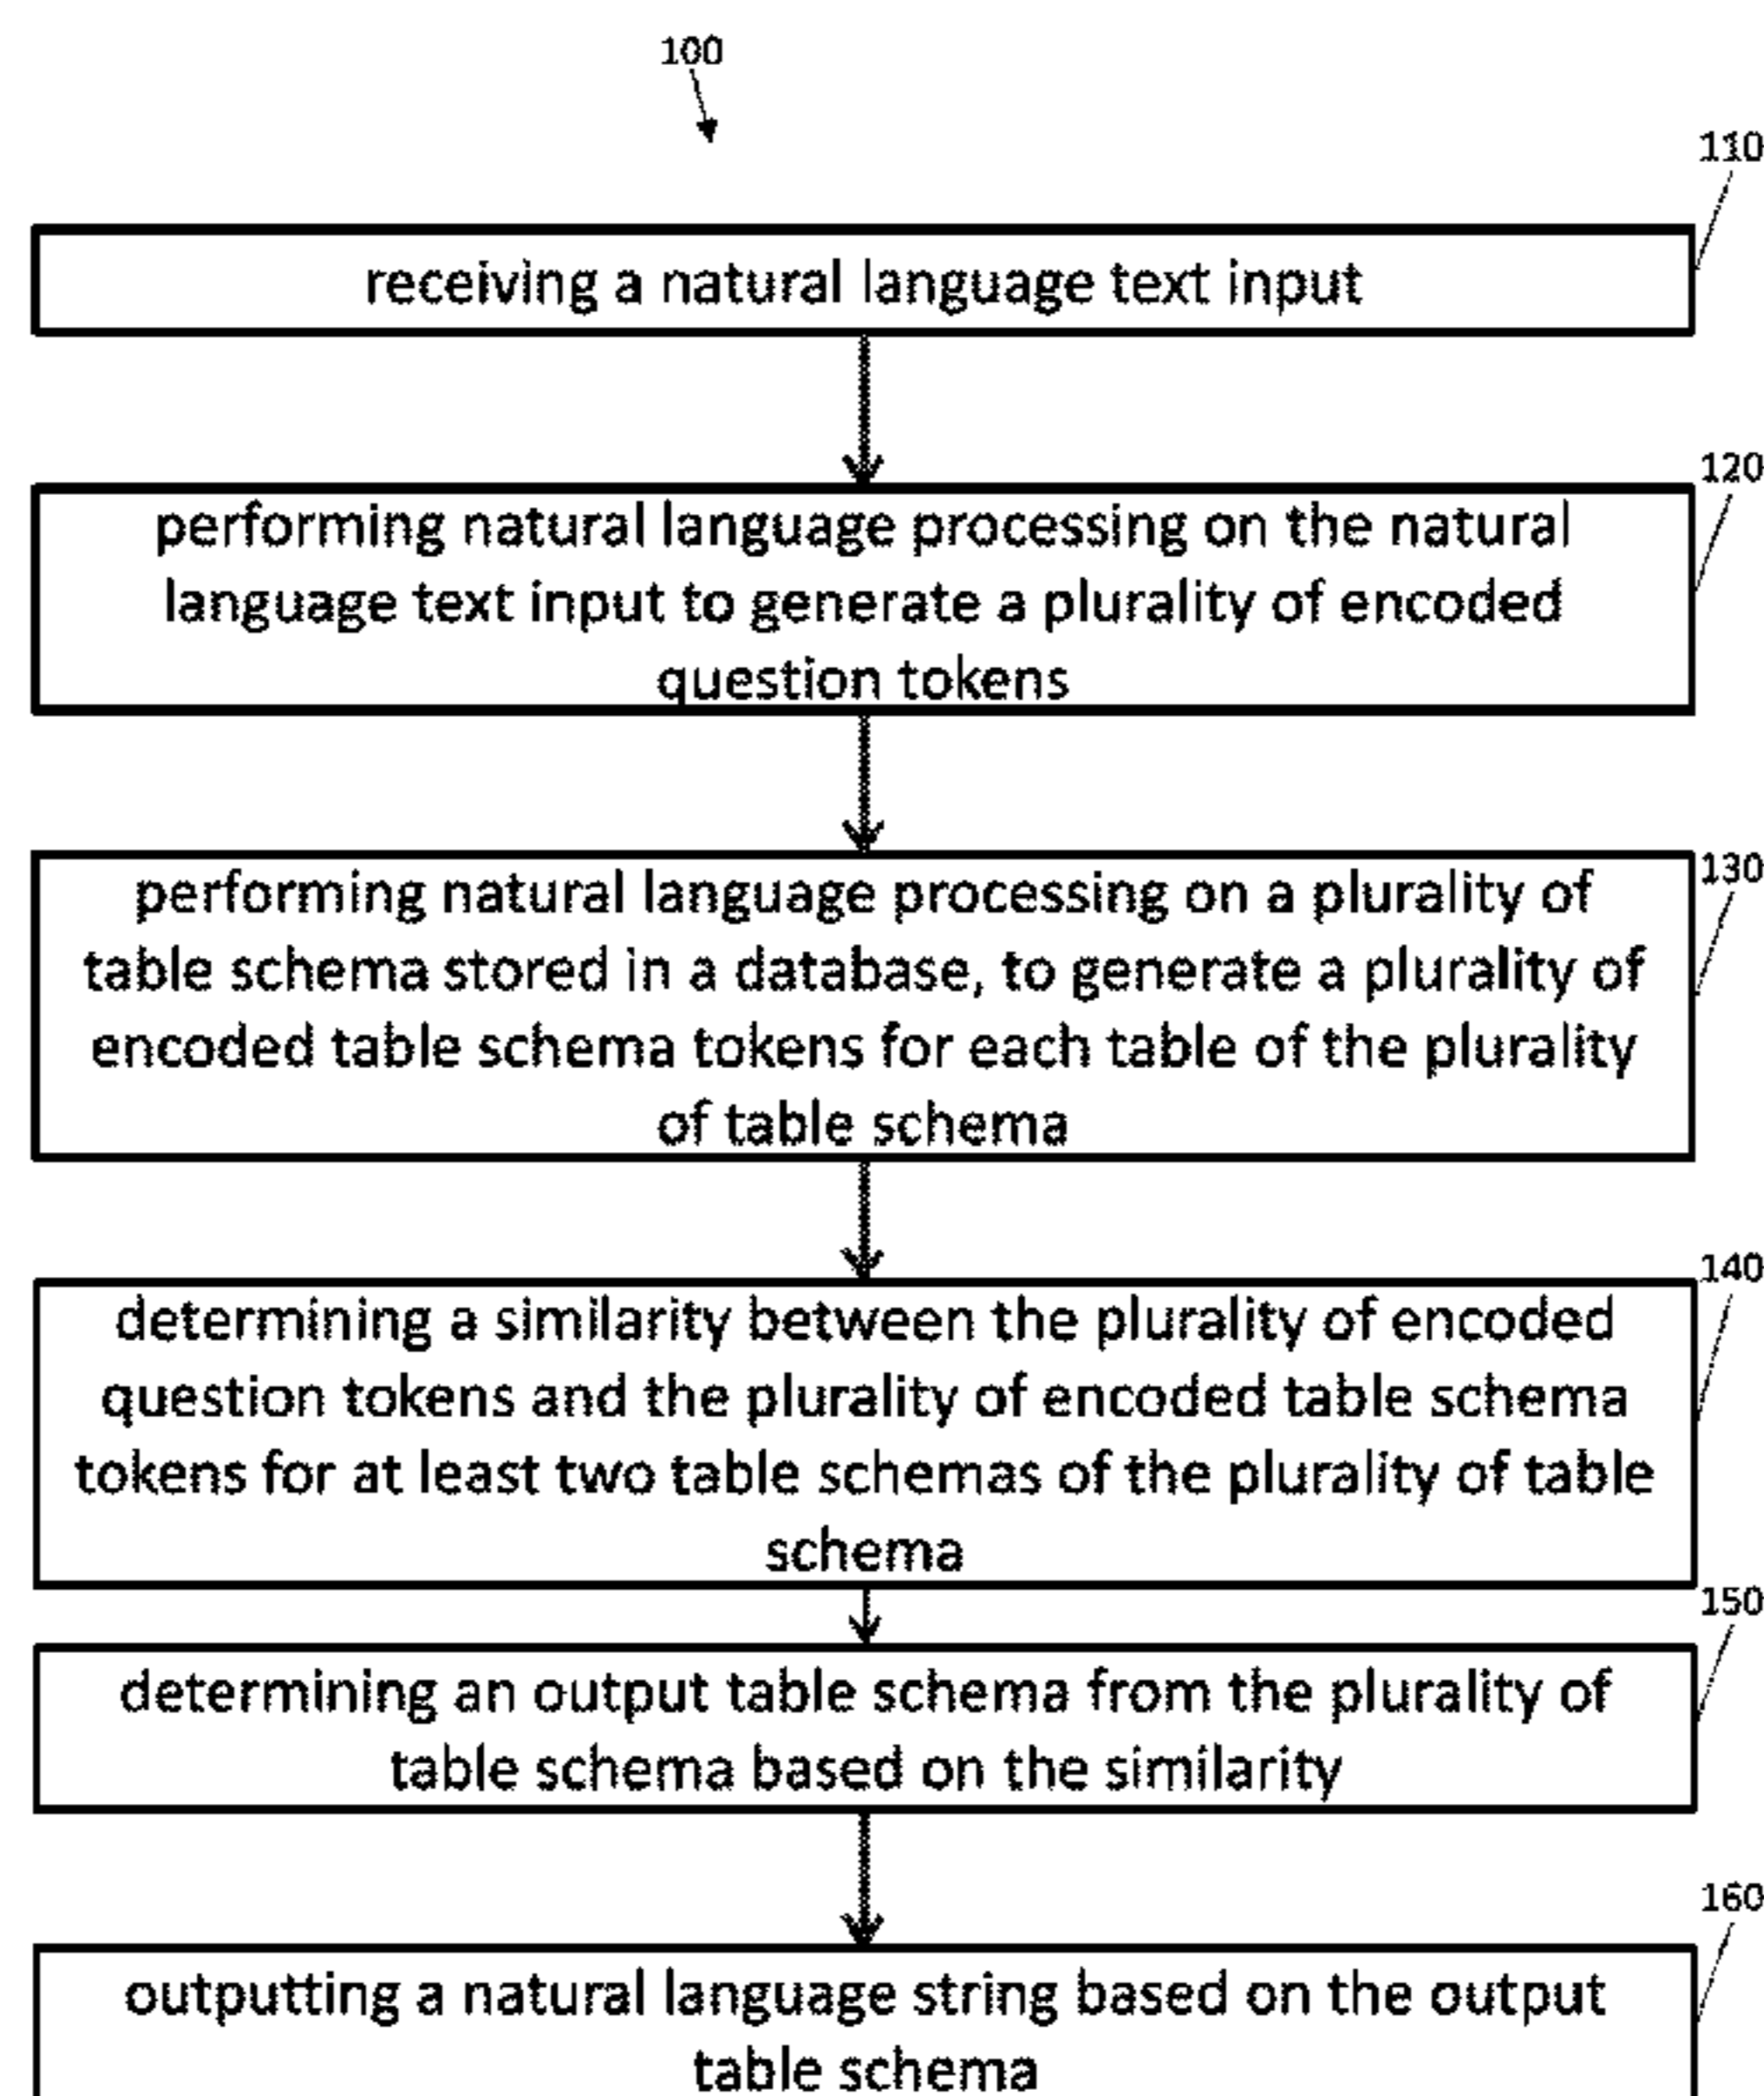 100
110
receiving a natural language text input
120
performing natural language processing on the natural
language text input to generate a plurality of encoded
question tokens
130
performing natural language processing on a plurality of
table schema stored in a database, to generate a plurality of
encoded table schema tokens for each table of the plurality
of table schema
140
determining a similarity between the plurality of encoded
question tokens and the plurality of encoded table schema
tokens for at least two table schemas of the plurality of table
schema
150
determining an output table schema from the plurality of
table schema based on the similarity
160
outputting a natural language string based on the output
table schema